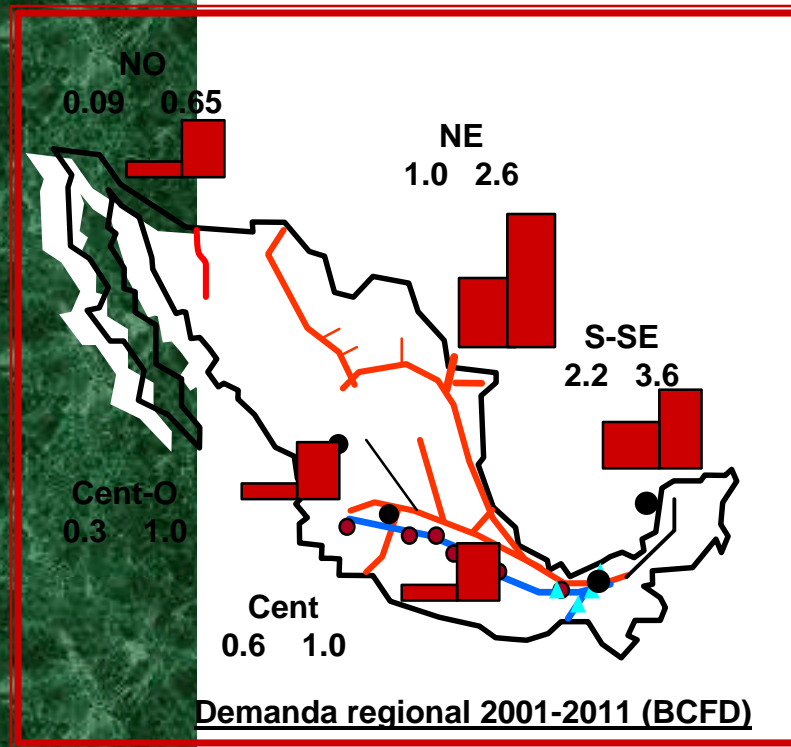 NO
0.09 0.65
NE
1.0 2.6
S-SE
2.2 3.6
Cent-O
0.3 1.0
Cent
0.6 1.0
Demanda regional 2001-2011 (BCFD)